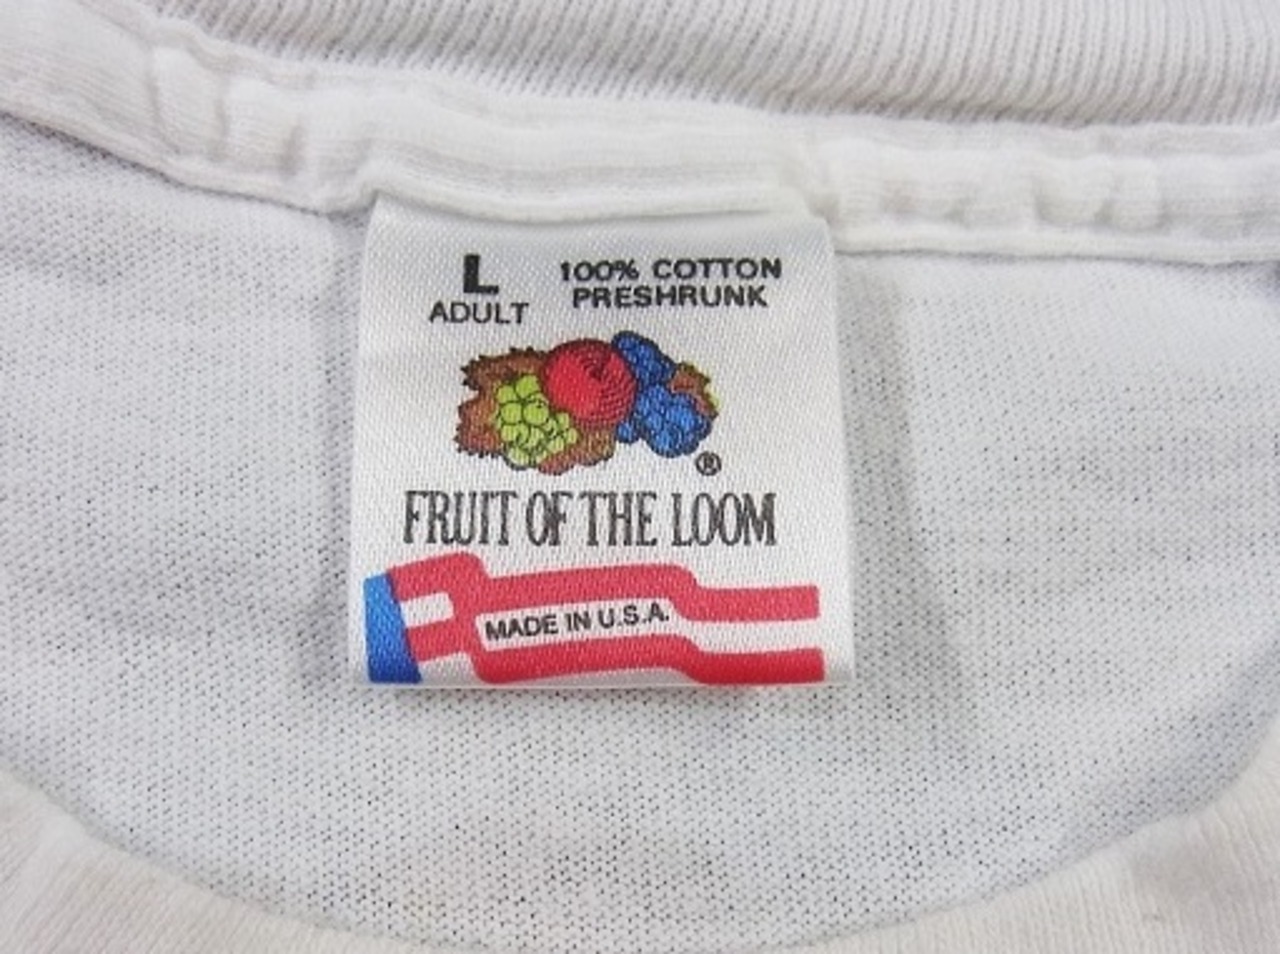 L
ADULT
100% COTTON
PRESHRUNK
®
FRUIT OF THE LOOM
MADE IN U.S.A.